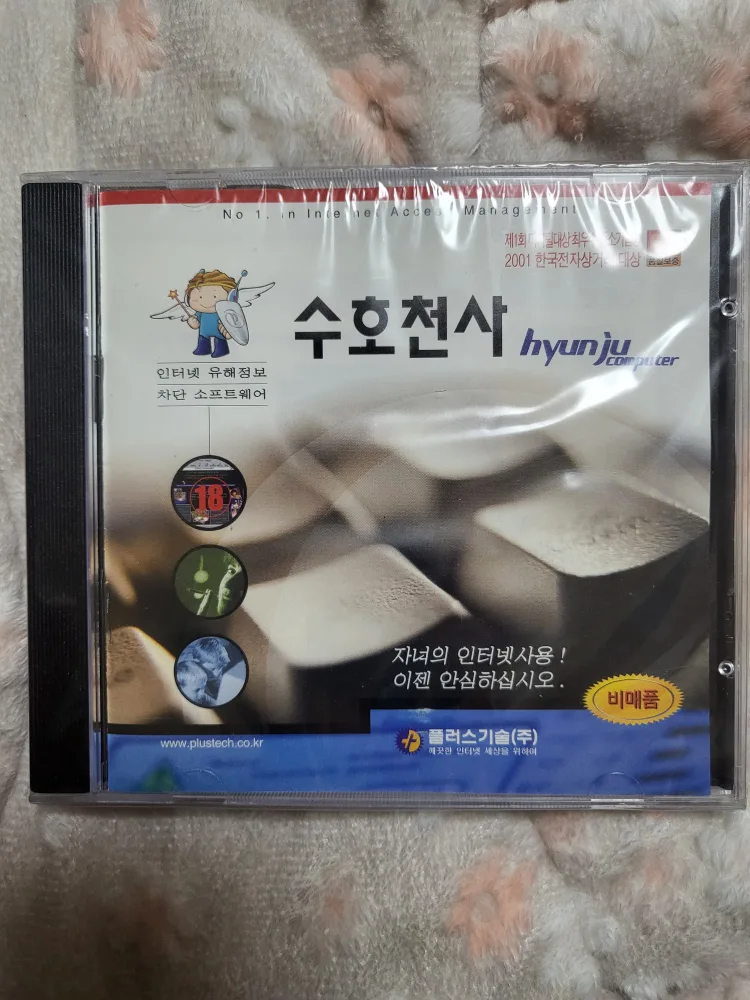 No 1. in Internet Access Management
2001 한국전자상거래대상
수호천사
hyunju
computer
인터넷 유해정보
차단 소프트웨어
18
자녀의 인터넷사용!
이젠 안심하십시오.
비매품
www.plustech.co.kr
플러스기술(주)
깨끗한 인터넷 세상을 위하여